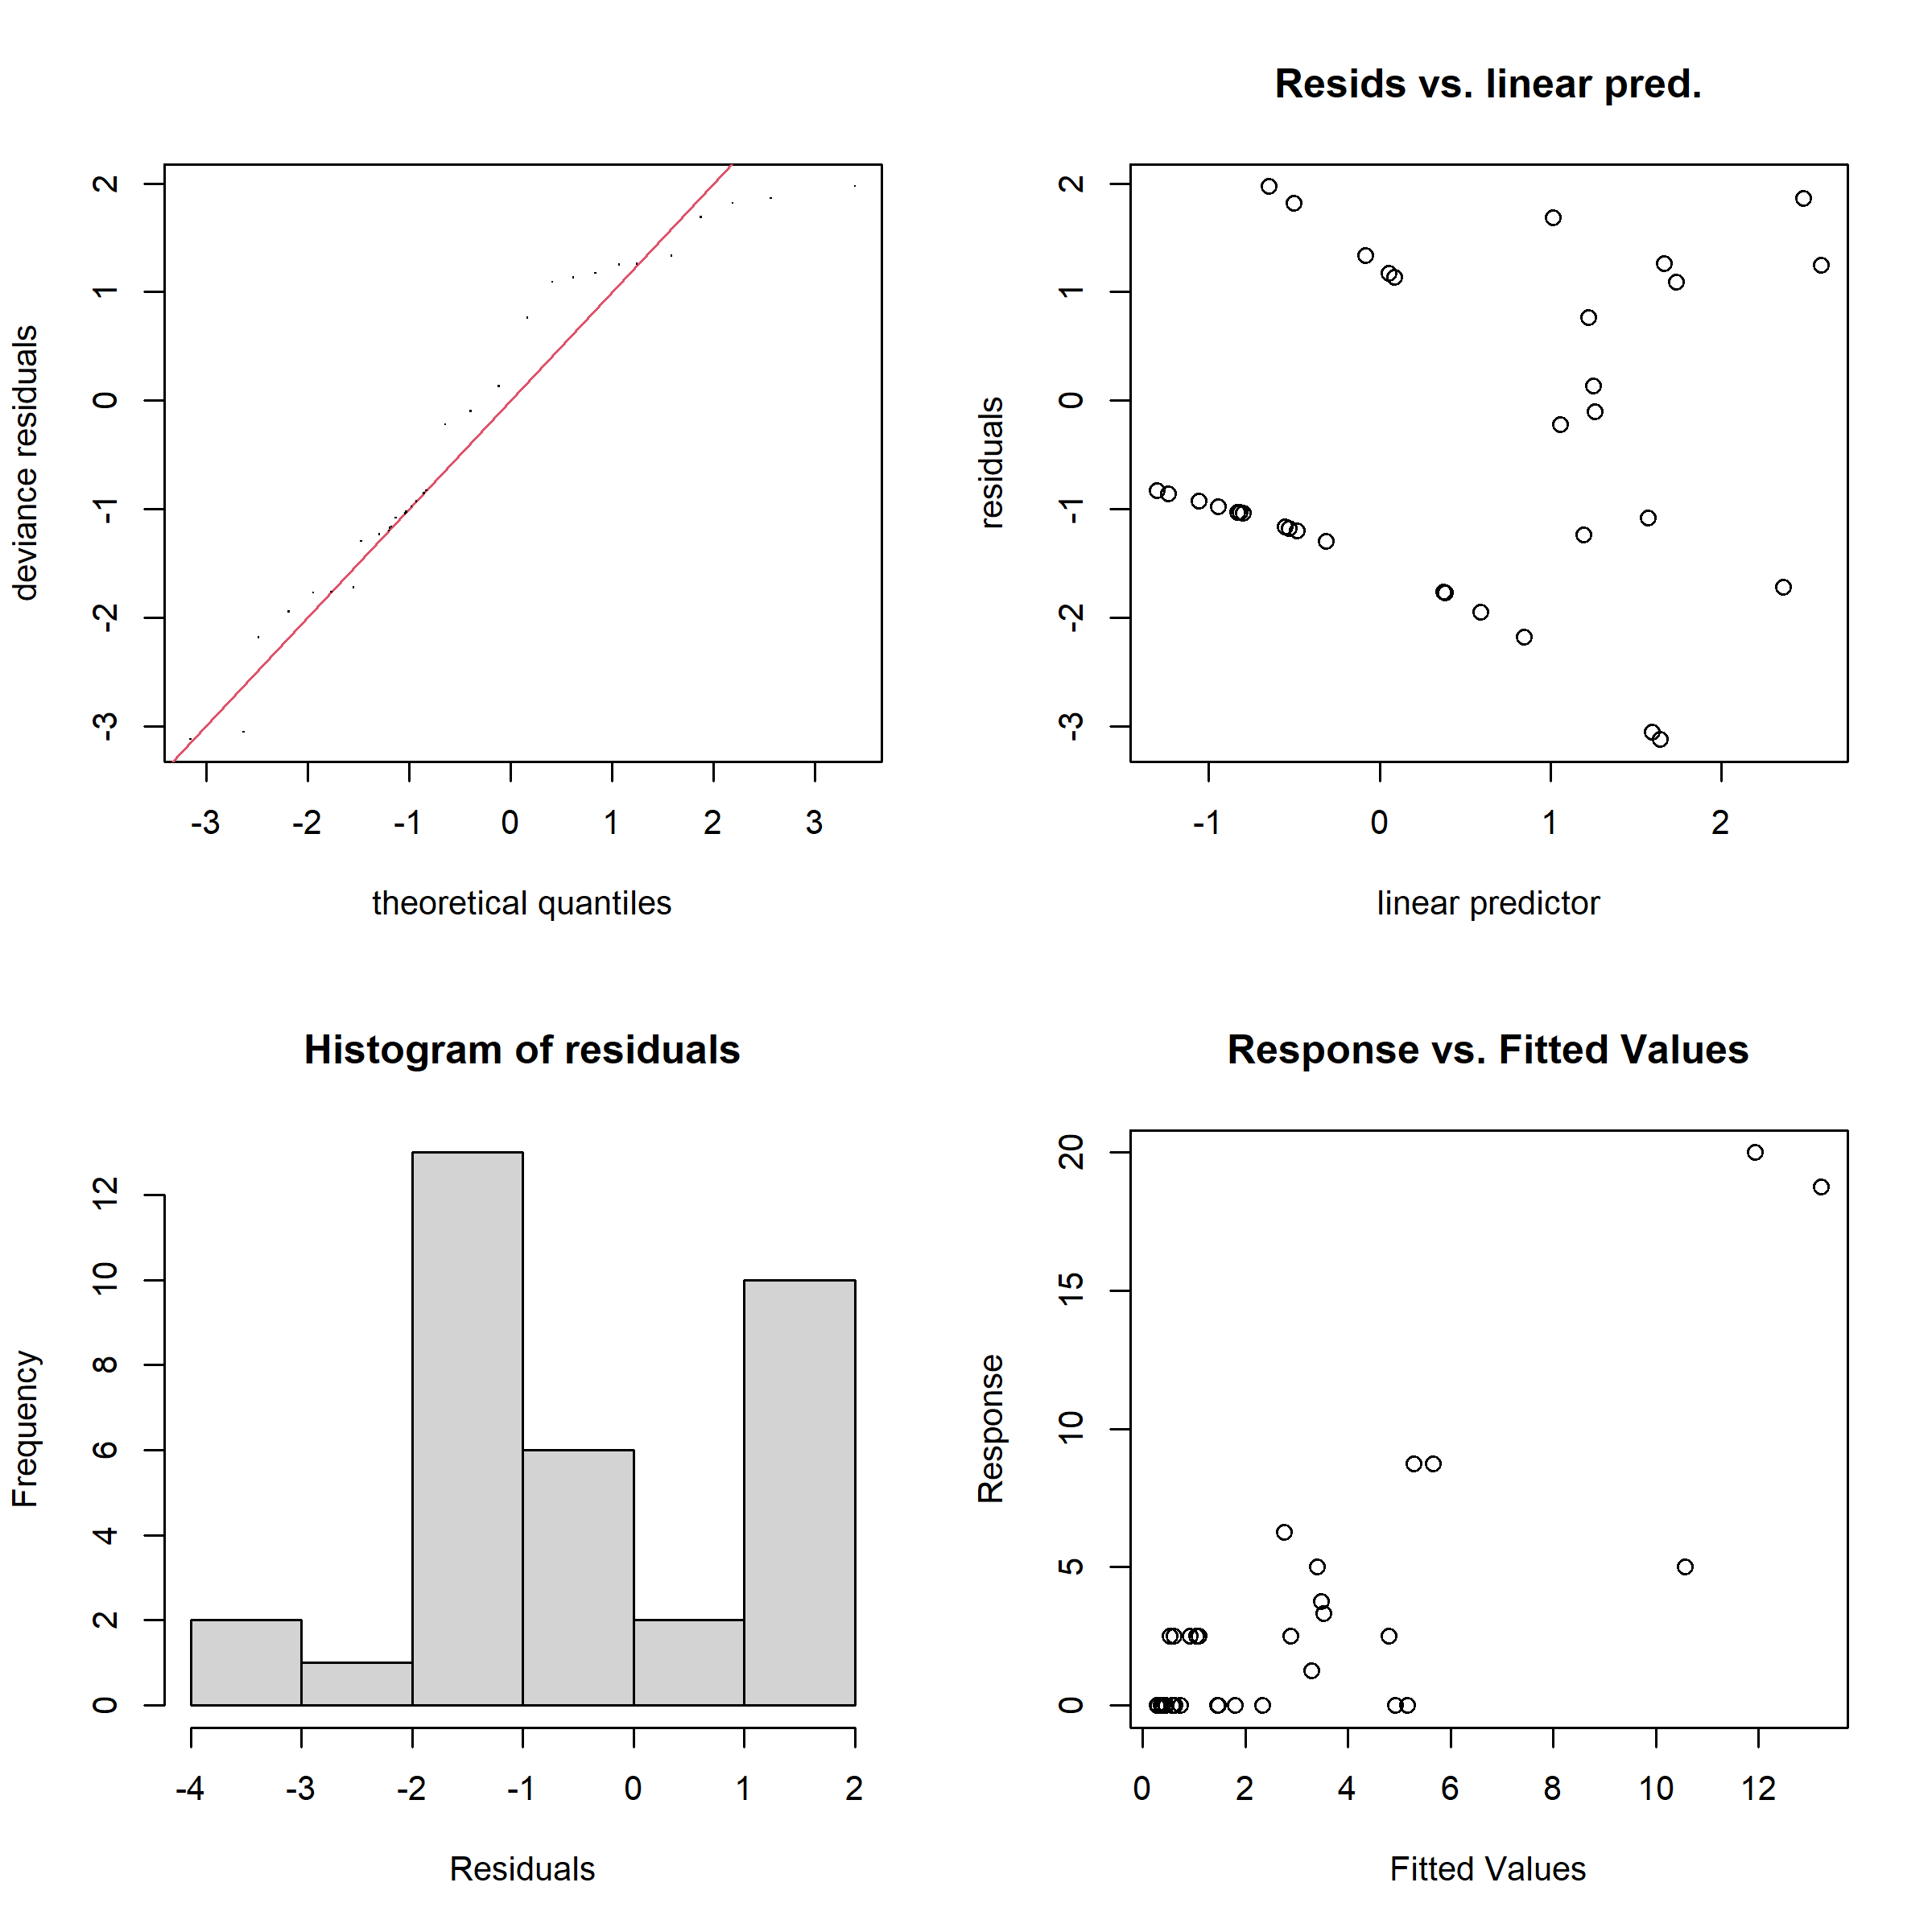 deviance residuals
2
1
0
-1
-2
-3
-3 -2 -1 0 1 2 3
theoretical quantiles
Resids vs. linear pred.
residuals
2
1
0
-1
-2
-3
-1 0 1 2
linear predictor
Histogram of residuals
Frequency
12
10
8
6
4
2
0
-4 -3 -2 -1 0 1 2
Residuals
Response vs. Fitted Values
Response
20
15
10
5
0
0 2 4 6 8 10 12
Fitted Values